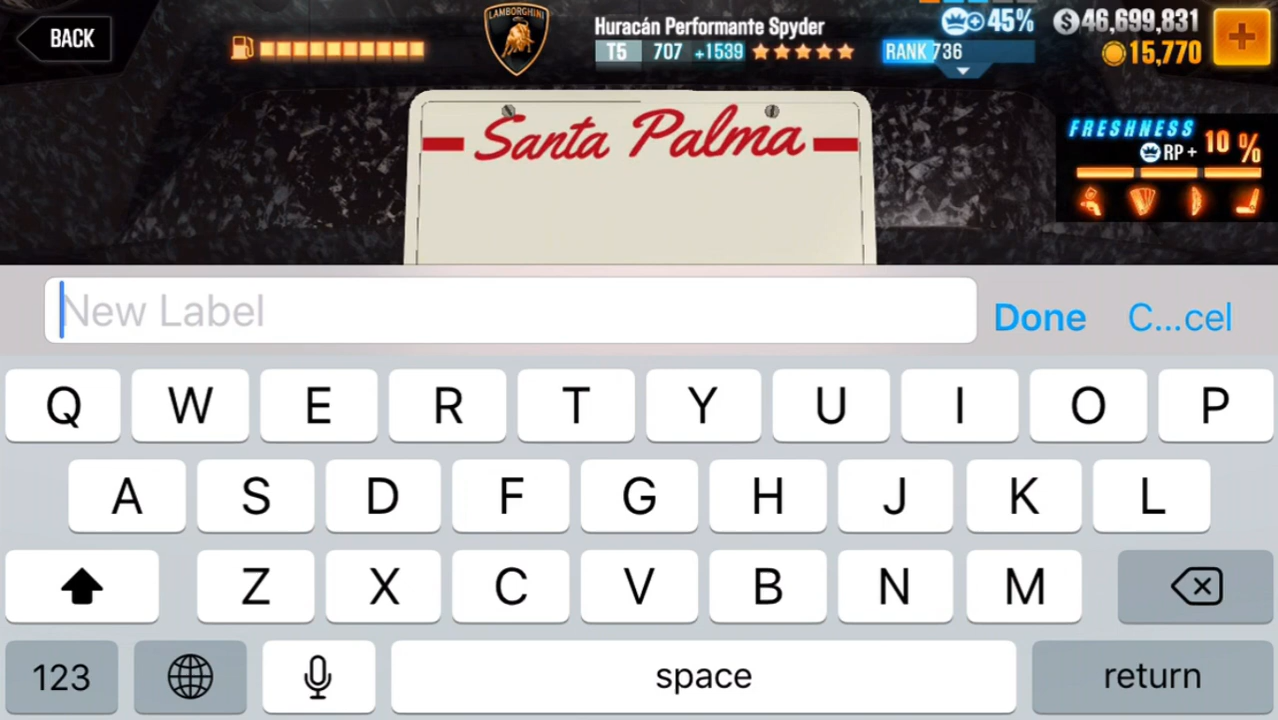 BACK
LAMBORGHINI
Huracán Performante Spyder
T5 707 +1539
45%
RANK 736
46,699,831
15,770
Santa Palma
FRESHNESS
RP + 10 %
New Label
Done C...cel
Q W E R T Y U I O P
A S D F G H J K L
Z X C V B N M
123 space return